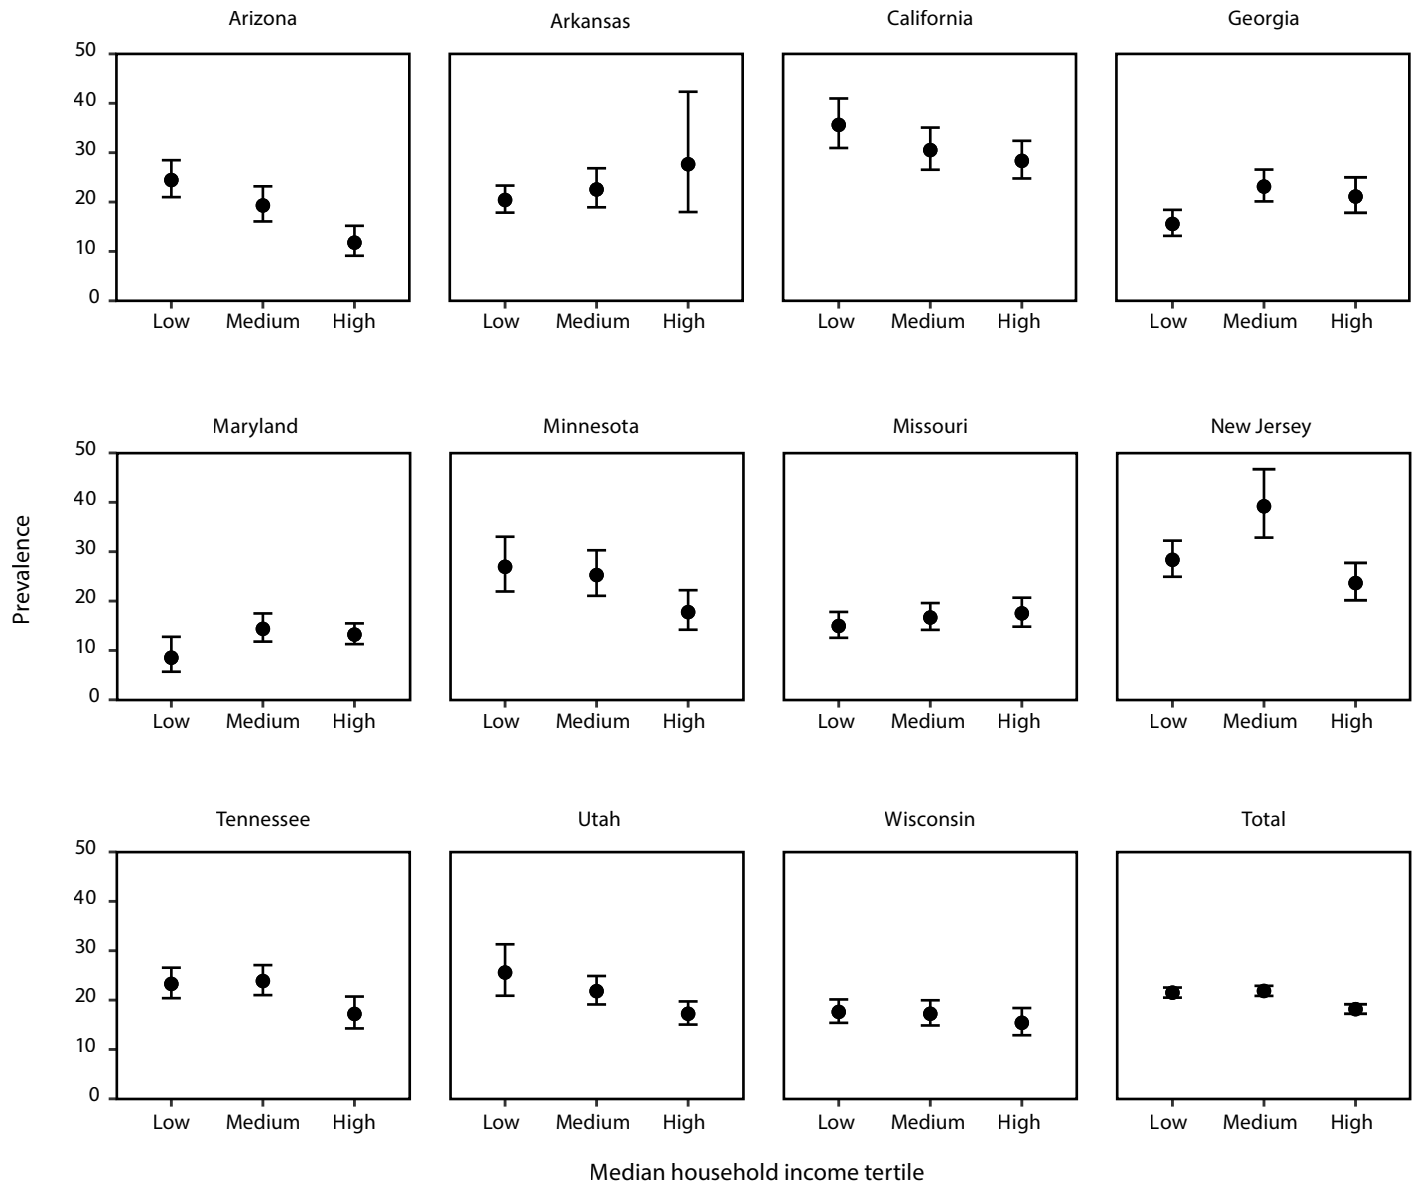 Arizona
Arkansas
California
Georgia
50
40
30
20
10
0
Low Medium High
Low Medium High
Low Medium High
Low Medium High
Maryland
Minnesota
Missouri
New Jersey
50
40
30
20
10
0
Low Medium High
Low Medium High
Low Medium High
Low Medium High
Prevalence
Tennessee
Utah
Wisconsin
Total
50
40
30
20
10
0
Low Medium High
Low Medium High
Low Medium High
Low Medium High
Median household income tertile